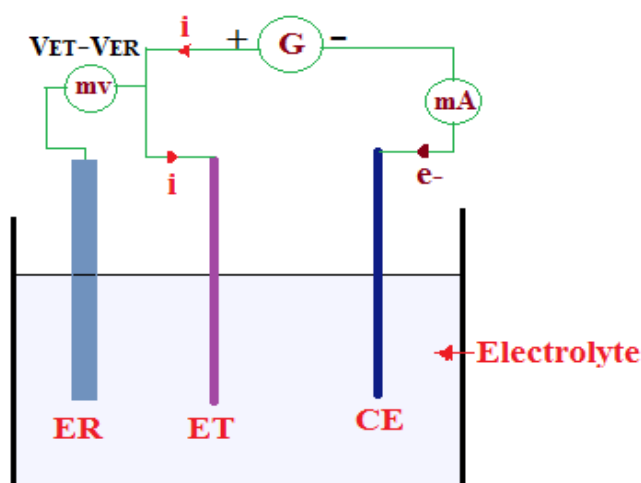 i
+ G −
VET-VER
mv
mA
i
e-
Electrolyte
ER
ET
CE